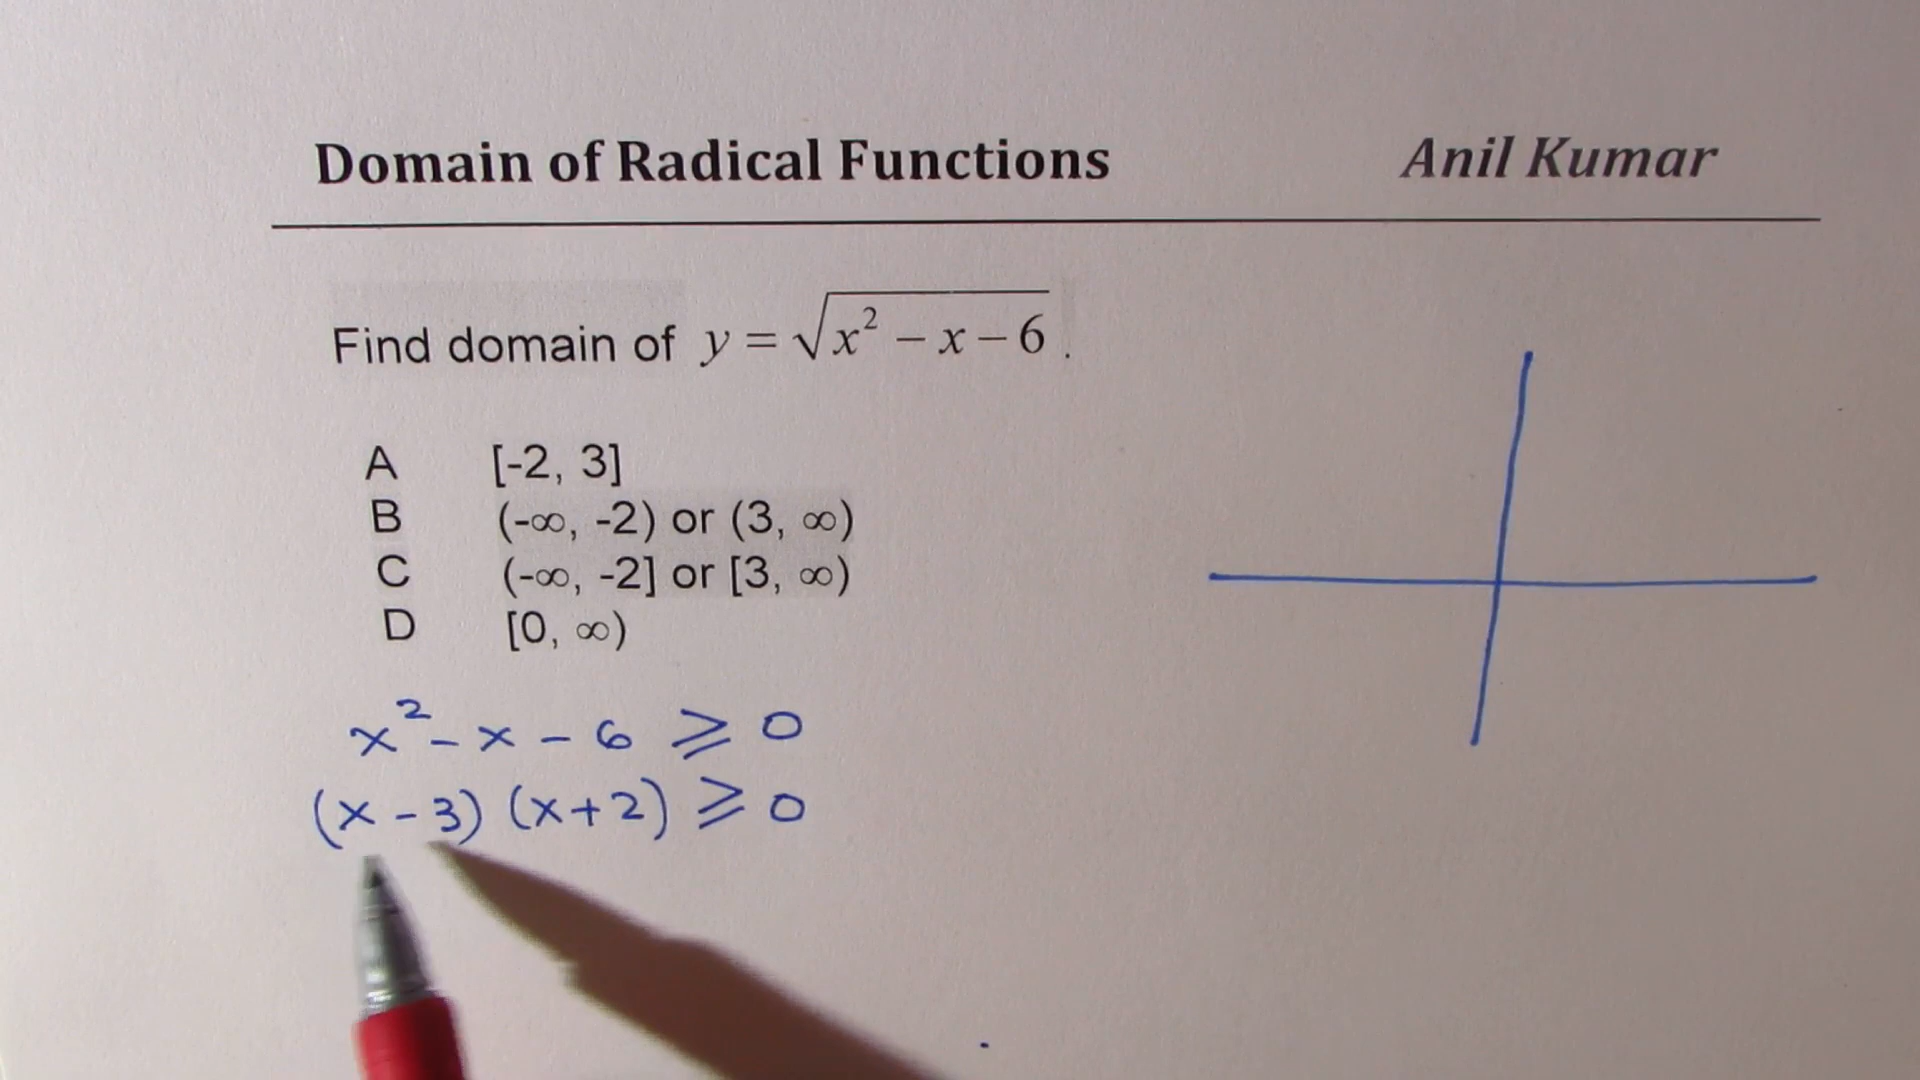 Domain of Radical Functions Anil Kumar
Find domain of y = √x² − x − 6 .
A [-2, 3]
B (-∞, -2) or (3, ∞)
C (-∞, -2] or [3, ∞)
D [0, ∞)
x² - x - 6 ⩾ 0
(x - 3) (x + 2) ⩾ 0